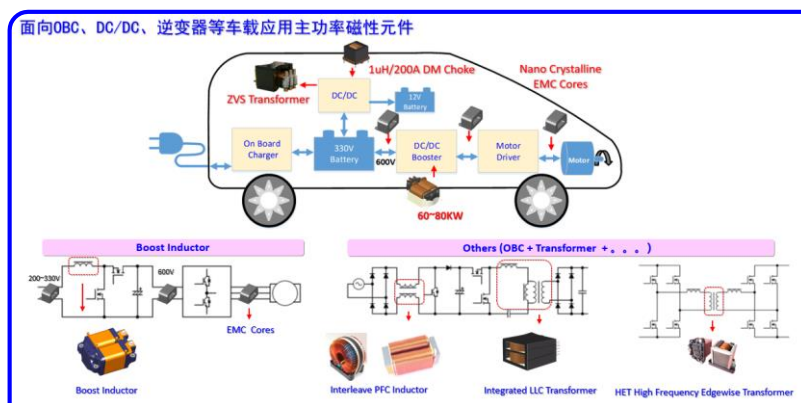 面向OBC、DC/DC、逆变器等车载应用主功率磁性元件
1uH/200A DM Choke
Nano Crystalline
EMC Cores
ZVS Transformer
DC/DC
12V
Battery
On Board
Charger
330V
Battery
600V
DC/DC
Booster
Motor
Driver
Motor
60~80KW
Boost Inductor
Others (OBC + Transformer + 。。。)
200~330V
600V
EMC Cores
Boost Inductor
Interleave PFC Inductor
Integrated LLC Transformer
HET High Frequency Edgewise Transformer